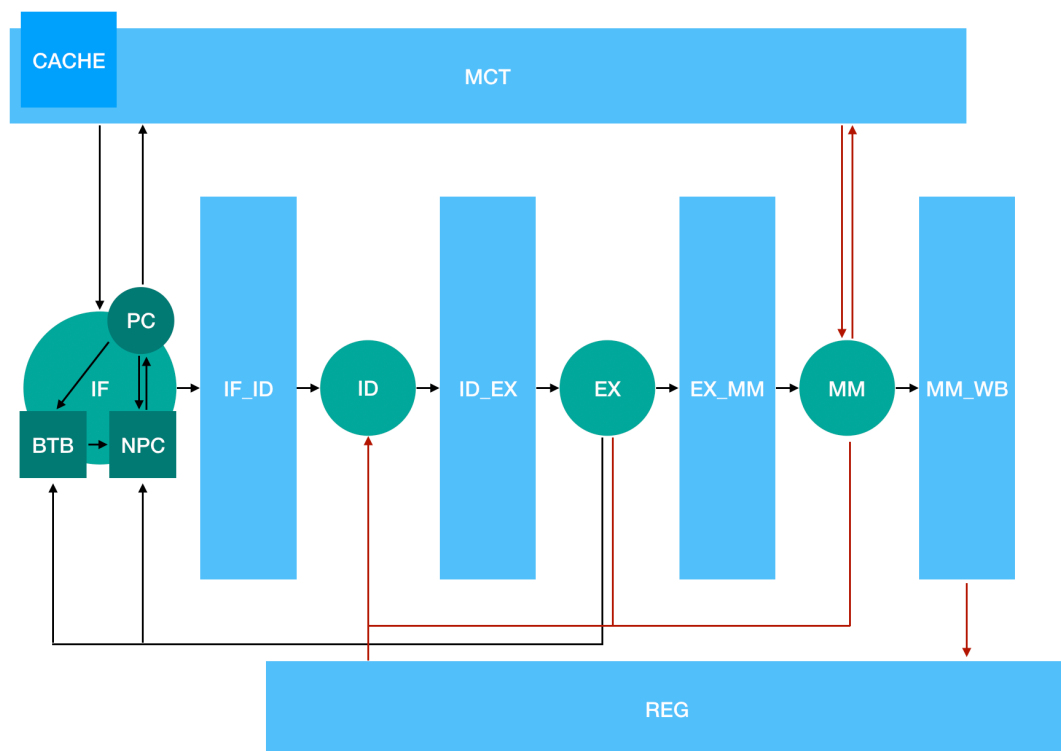 CACHE
MCT
PC
IF
BTB
NPC
IF_ID
ID
ID_EX
EX
EX_MM
MM
MM_WB
REG